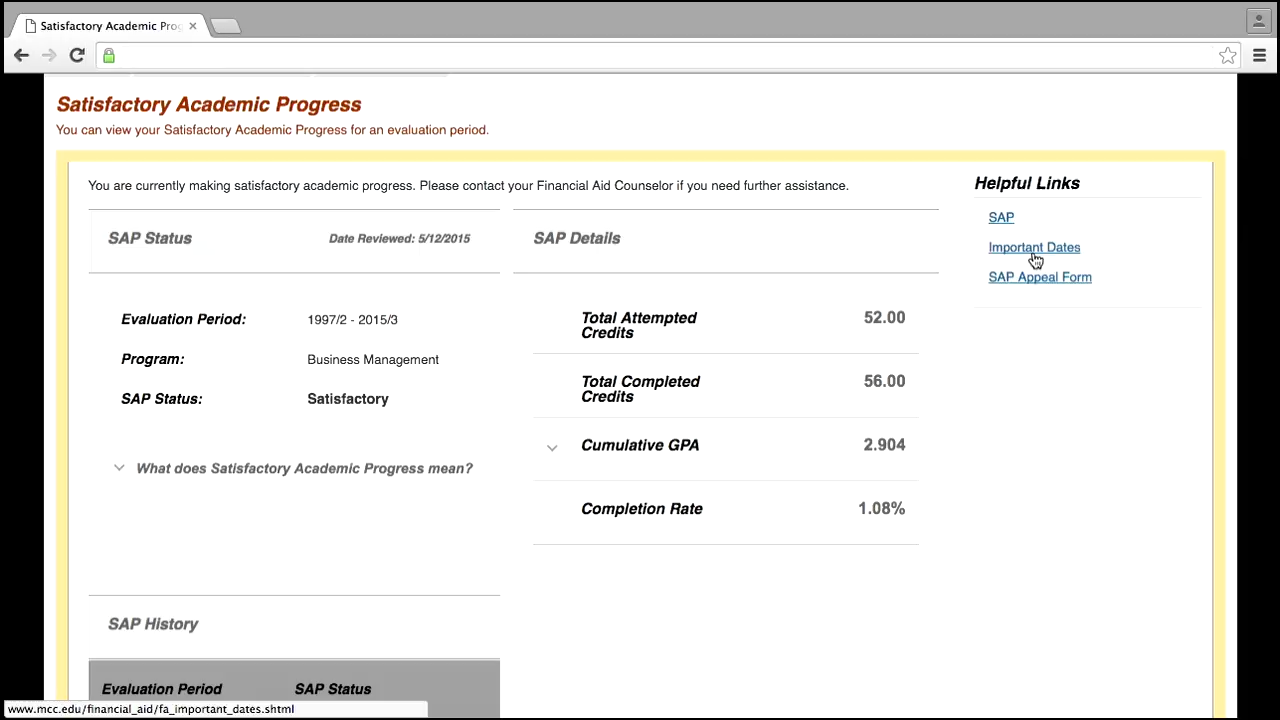 Satisfactory Academic Prog
Satisfactory Academic Progress
You can view your Satisfactory Academic Progress for an evaluation period.
You are currently making satisfactory academic progress. Please contact your Financial Aid Counselor if you need further assistance.
SAP Status
Date Reviewed: 5/12/2015
Evaluation Period: 1997/2 - 2015/3
Program: Business Management
SAP Status: Satisfactory
What does Satisfactory Academic Progress mean?
SAP Details
Total Attempted
Credits
52.00
Total Completed
Credits
56.00
Cumulative GPA 2.904
Completion Rate 1.08%
Helpful Links
SAP
Important Dates
SAP Appeal Form
SAP History
Evaluation Period SAP Status
www.mcc.edu/financial_aid/fa_important_dates.shtml